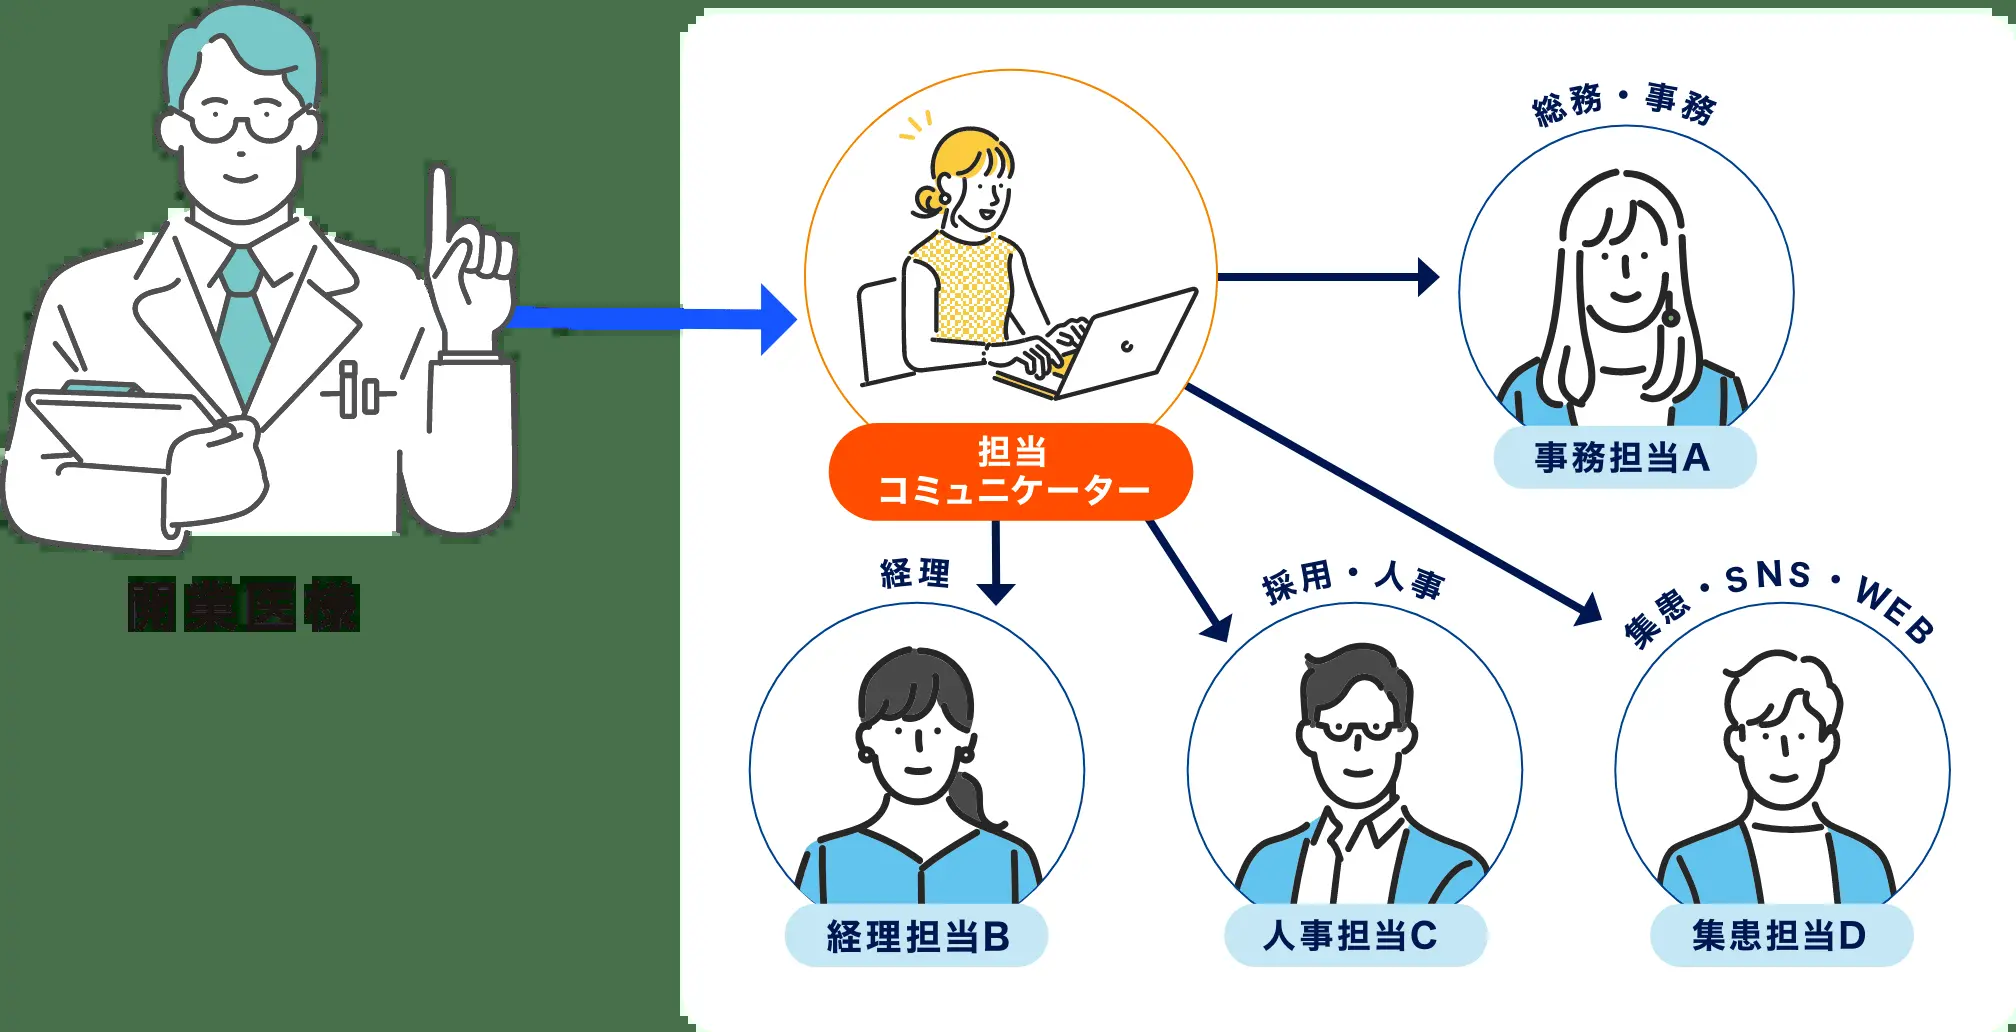 開業医様
総務・事務
担当
コミュニケーター
事務担当A
経理
採用・人事
集患・SNS・WEB
経理担当B
人事担当C
集患担当D